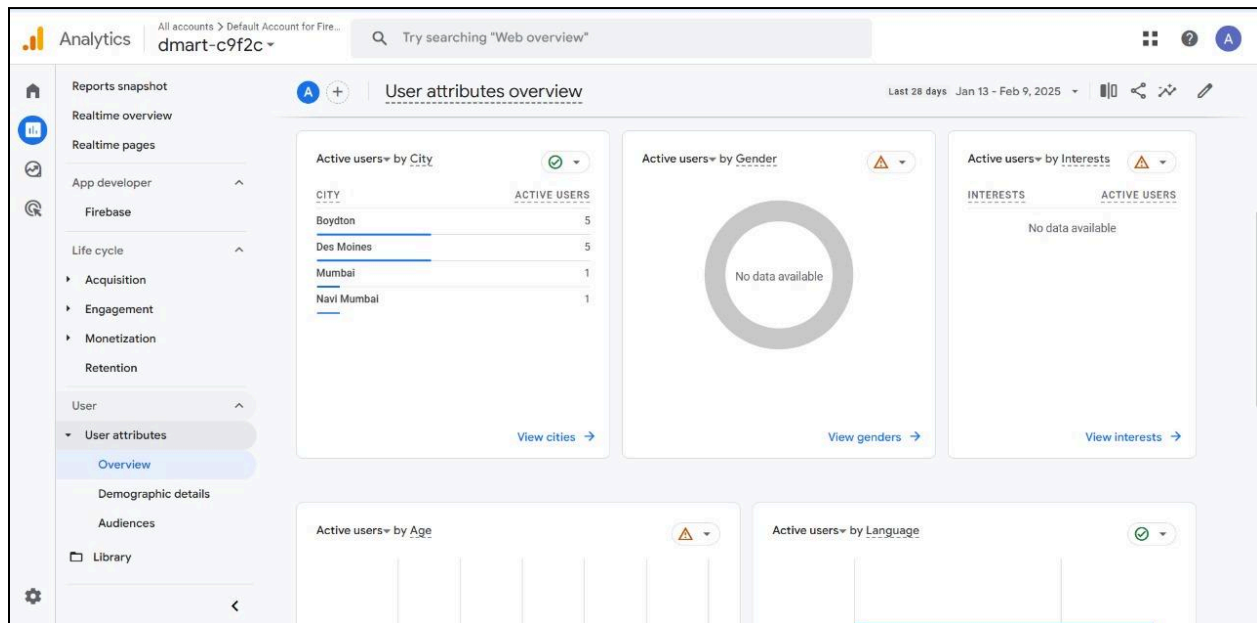 Analytics
All accounts > Default Account for Fire...
dmart-c9f2c
Try searching "Web overview"
A
Reports snapshot
Realtime overview
Realtime pages
App developer
Firebase
Life cycle
Acquisition
Engagement
Monetization
Retention
User
User attributes
Overview
Demographic details
Audiences
Library
A
User attributes overview
Last 28 days Jan 13 - Feb 9, 2025
Active users by City
CITY ACTIVE USERS
Boydton 5
Des Moines 5
Mumbai 1
Navi Mumbai 1
View cities →
Active users by Gender
No data available
View genders →
Active users by Interests
INTERESTS ACTIVE USERS
No data available
View interests →
Active users by Age
Active users by Language